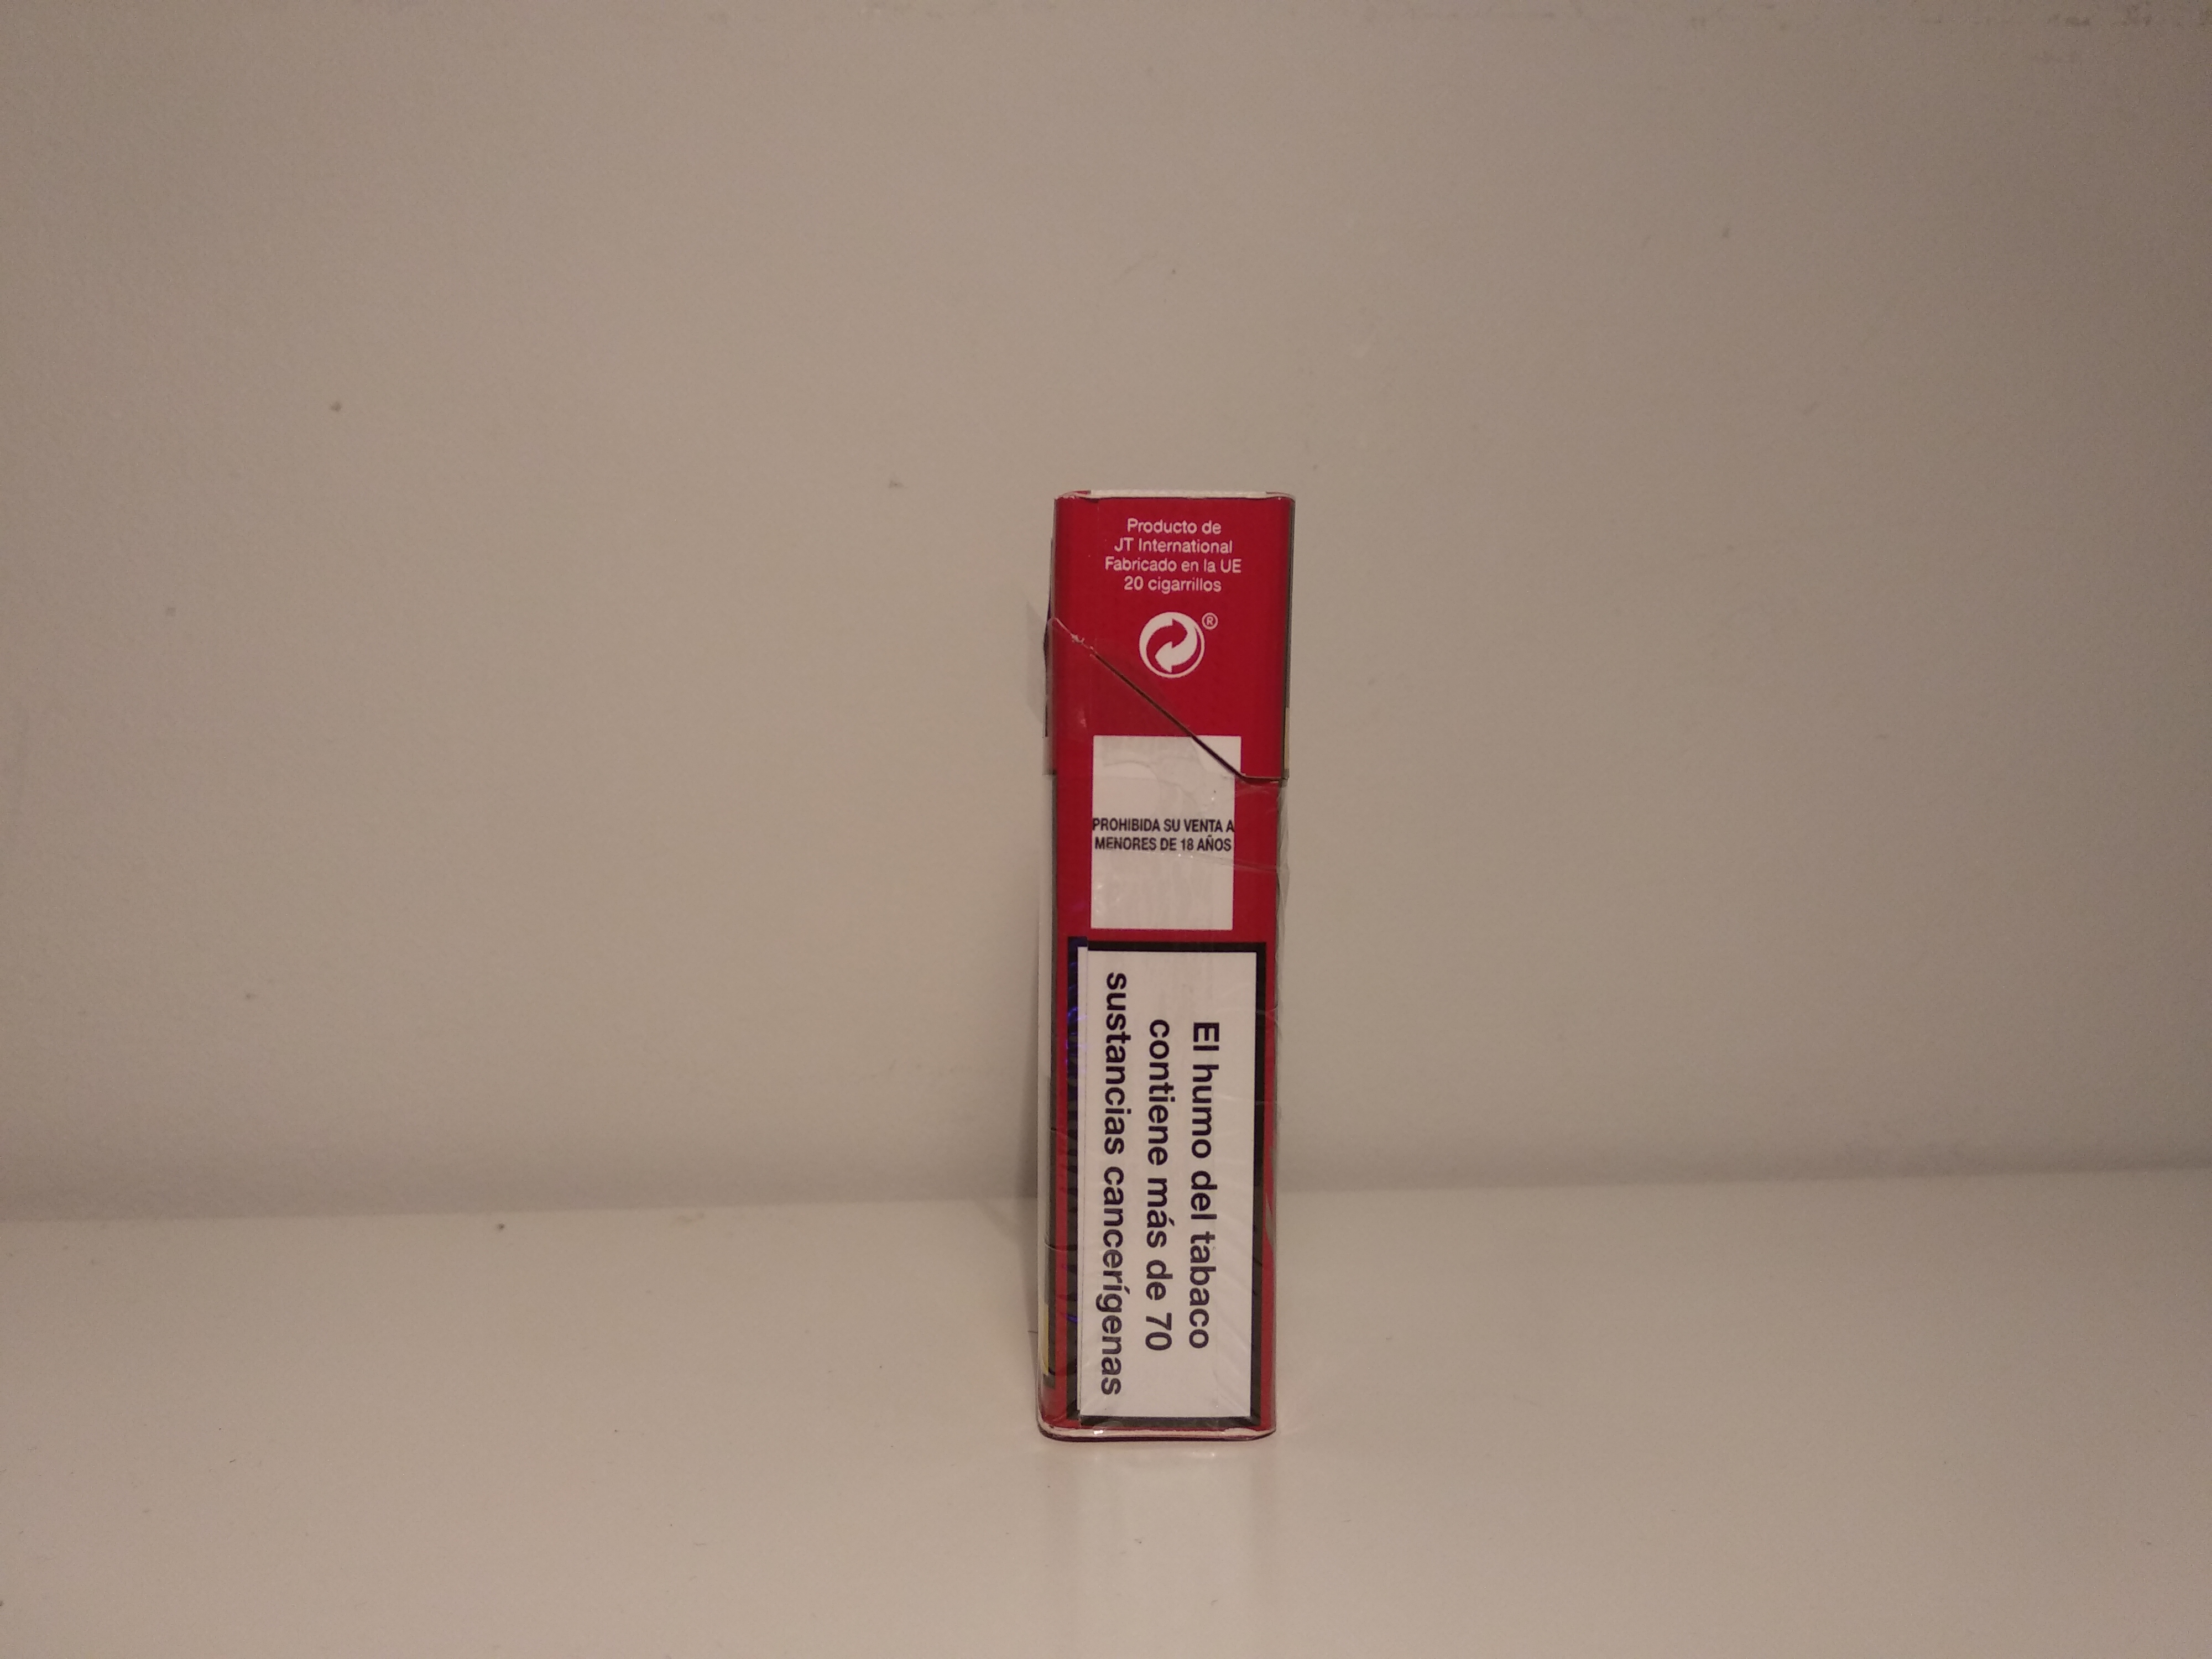 Producto de
JT International
Fabricado en la UE
20 cigarrillos
®
PROHIBIDA SU VENTA A
MENORES DE 18 AÑOS
El humo del tabaco
contiene más de 70
sustancias cancerígenas